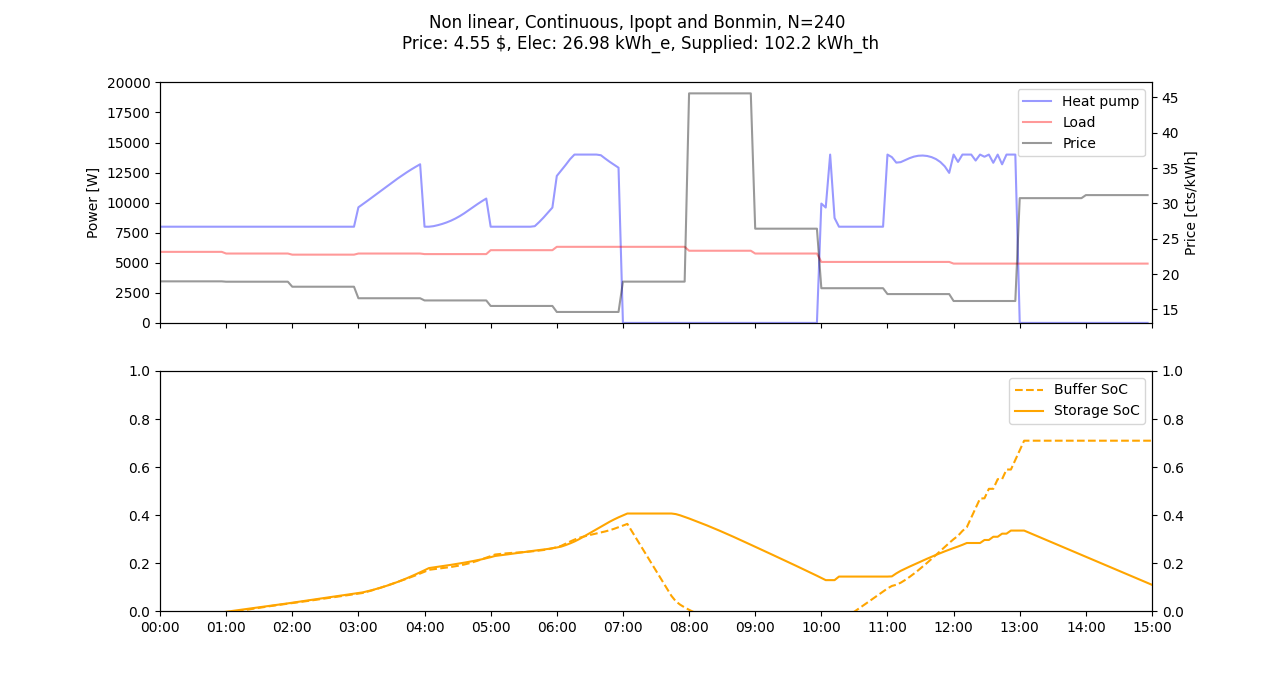 Non linear, Continuous, Ipopt and Bonmin, N=240
Price: 4.55 $, Elec: 26.98 kWh_e, Supplied: 102.2 kWh_th
20000
17500
15000
12500
10000
7500
5000
2500
0
Power [W]
Heat pump
Load
Price
45
40
35
30
25
20
15
Price [cts/kWh]
1.0
0.8
0.6
0.4
0.2
0.0
Buffer SoC
Storage SoC
1.0
0.8
0.6
0.4
0.2
0.0
00:00 01:00 02:00 03:00 04:00 05:00 06:00 07:00 08:00 09:00 10:00 11:00 12:00 13:00 14:00 15:00